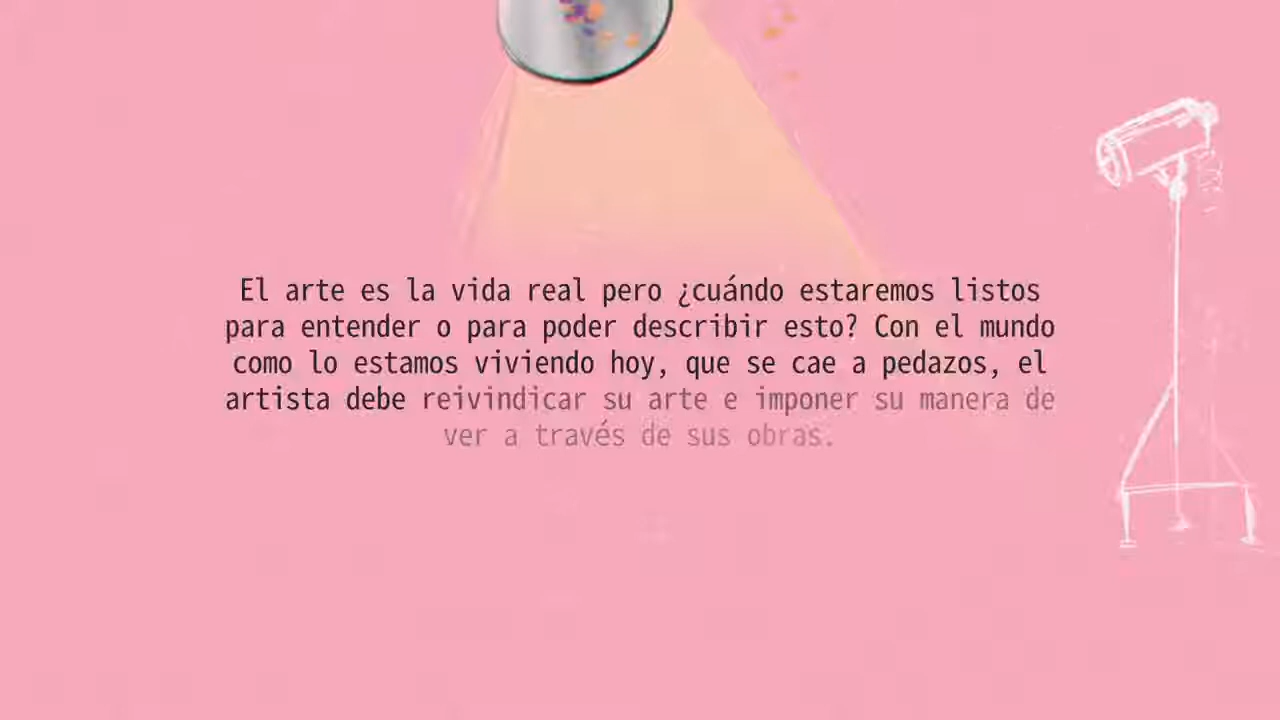 El arte es la vida real pero ¿cuándo estaremos listos
para entender o para poder describir esto? Con el mundo
como lo estamos viviendo hoy, que se cae a pedazos, el
artista debe reivindicar su arte e imponer su manera de
ver a través de sus obras.